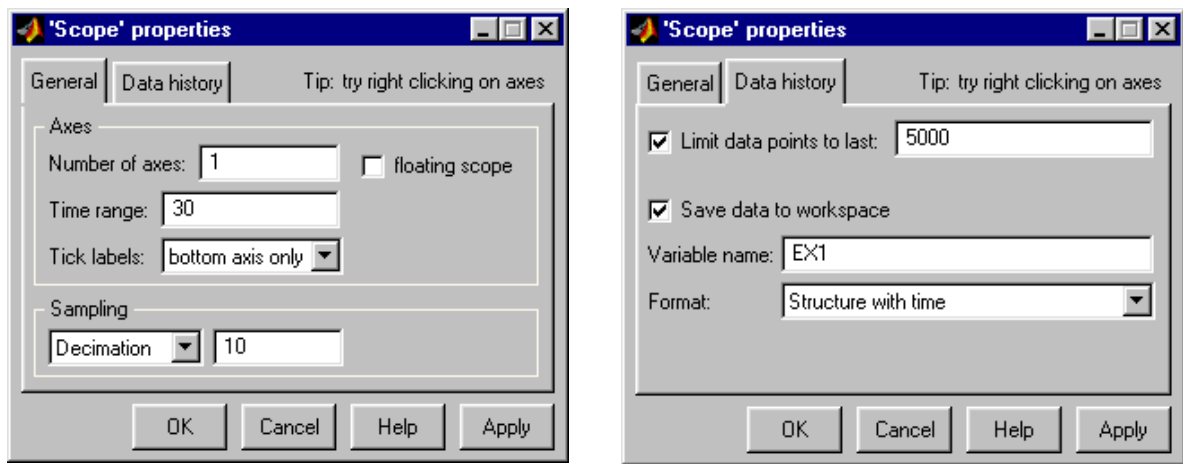 'Scope' properties
General Data history Tip: try right clicking on axes
Axes
Number of axes: 1 floating scope
Time range: 30
Tick labels: bottom axis only
Sampling
Decimation 10
OK Cancel Help Apply
'Scope' properties
General Data history Tip: try right clicking on axes
Limit data points to last: 5000
Save data to workspace
Variable name: EX1
Format: Structure with time
OK Cancel Help Apply